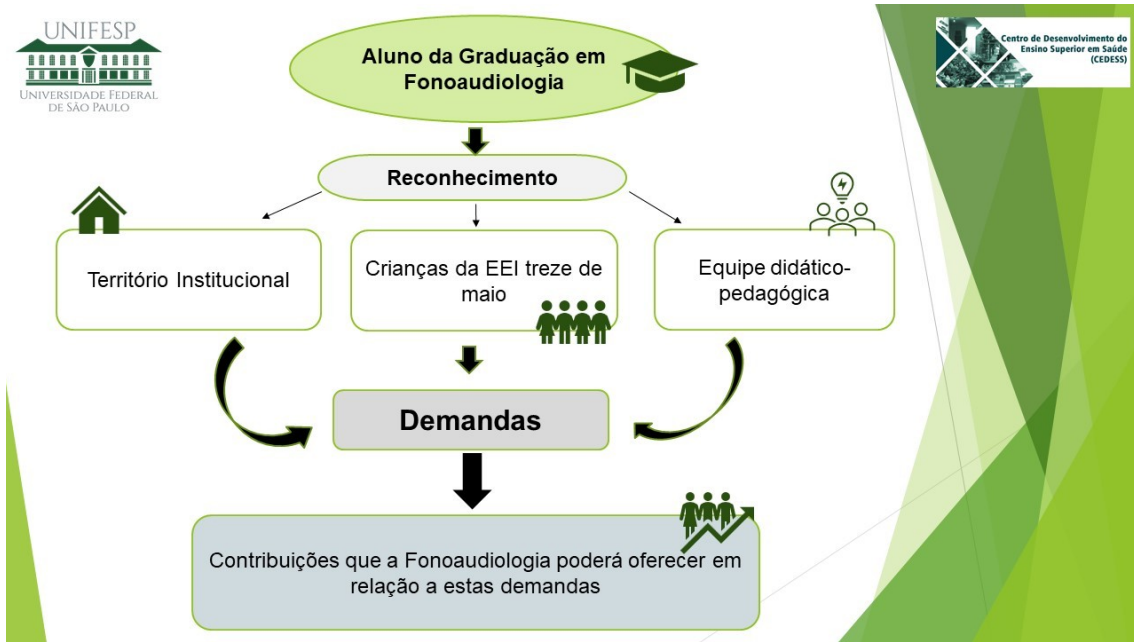 UNIFESP
UNIVERSIDADE FEDERAL
DE SÃO PAULO
Aluno da Graduação em
Fonoaudiologia
Centro de Desenvolvimento do
Ensino Superior em Saúde
(CEDESS)
Reconhecimento
Território Institucional
Crianças da EEI treze de
maio
Equipe didático-
pedagógica
Demandas
Contribuições que a Fonoaudiologia poderá oferecer em
relação a estas demandas